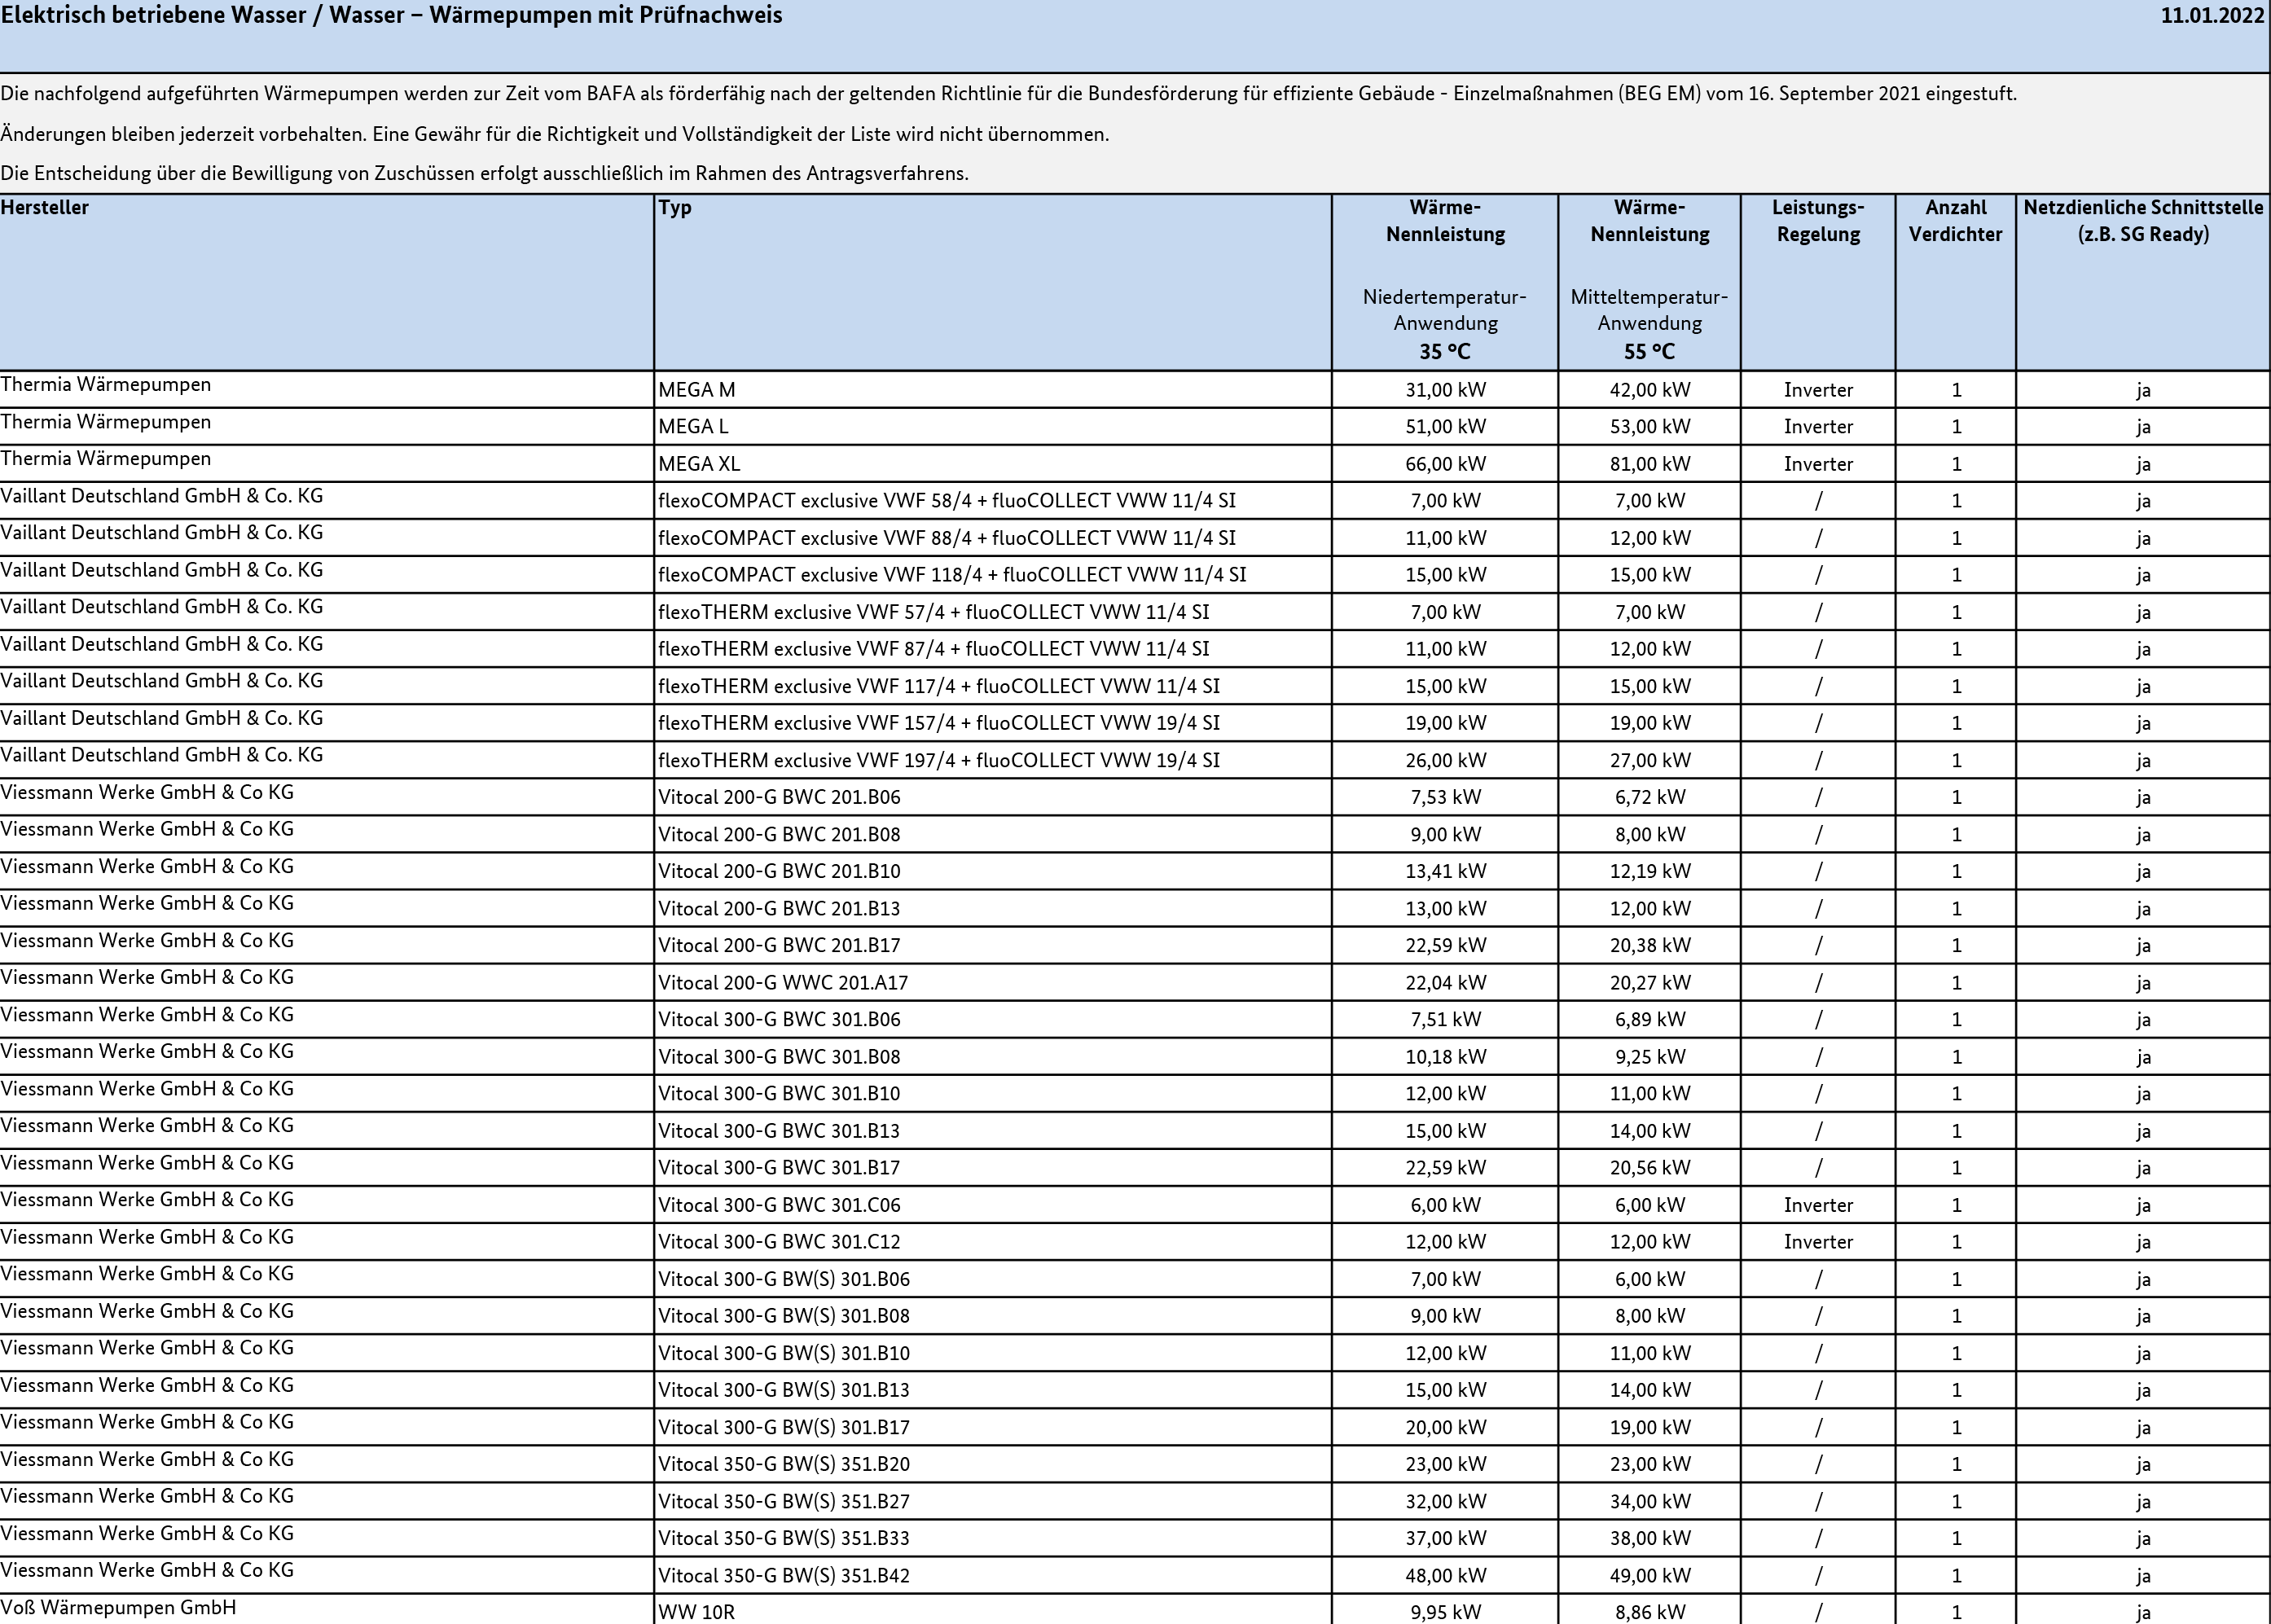 Elektrisch betriebene Wasser / Wasser – Wärmepumpen mit Prüfnachweis 11.01.2022
Die nachfolgend aufgeführten Wärmepumpen werden zur Zeit vom BAFA als förderfähig nach der geltenden Richtlinie für die Bundesförderung für effiziente Gebäude - Einzelmaßnahmen (BEG EM) vom 16. September 2021 eingestuft.
Änderungen bleiben jederzeit vorbehalten. Eine Gewähr für die Richtigkeit und Vollständigkeit der Liste wird nicht übernommen.
Die Entscheidung über die Bewilligung von Zuschüssen erfolgt ausschließlich im Rahmen des Antragsverfahrens.
Hersteller Typ Wärme- Wärme- Leistungs- Anzahl Netzdienliche Schnittstelle
Nennleistung Nennleistung Regelung Verdichter (z.B. SG Ready)
Niedertemperatur- Mitteltemperatur-
Anwendung Anwendung
35 °C 55 °C
Thermia Wärmepumpen MEGA M 31,00 kW 42,00 kW Inverter 1 ja
Thermia Wärmepumpen MEGA L 51,00 kW 53,00 kW Inverter 1 ja
Thermia Wärmepumpen MEGA XL 66,00 kW 81,00 kW Inverter 1 ja
Vaillant Deutschland GmbH & Co. KG flexoCOMPACT exclusive VWF 58/4 + fluoCOLLECT VWW 11/4 SI 7,00 kW 7,00 kW / 1 ja
Vaillant Deutschland GmbH & Co. KG flexoCOMPACT exclusive VWF 88/4 + fluoCOLLECT VWW 11/4 SI 11,00 kW 12,00 kW / 1 ja
Vaillant Deutschland GmbH & Co. KG flexoCOMPACT exclusive VWF 118/4 + fluoCOLLECT VWW 11/4 SI 15,00 kW 15,00 kW / 1 ja
Vaillant Deutschland GmbH & Co. KG flexoTHERM exclusive VWF 57/4 + fluoCOLLECT VWW 11/4 SI 7,00 kW 7,00 kW / 1 ja
Vaillant Deutschland GmbH & Co. KG flexoTHERM exclusive VWF 87/4 + fluoCOLLECT VWW 11/4 SI 11,00 kW 12,00 kW / 1 ja
Vaillant Deutschland GmbH & Co. KG flexoTHERM exclusive VWF 117/4 + fluoCOLLECT VWW 11/4 SI 15,00 kW 15,00 kW / 1 ja
Vaillant Deutschland GmbH & Co. KG flexoTHERM exclusive VWF 157/4 + fluoCOLLECT VWW 19/4 SI 19,00 kW 19,00 kW / 1 ja
Vaillant Deutschland GmbH & Co. KG flexoTHERM exclusive VWF 197/4 + fluoCOLLECT VWW 19/4 SI 26,00 kW 27,00 kW / 1 ja
Viessmann Werke GmbH & Co KG Vitocal 200-G BWC 201.B06 7,53 kW 6,72 kW / 1 ja
Viessmann Werke GmbH & Co KG Vitocal 200-G BWC 201.B08 9,00 kW 8,00 kW / 1 ja
Viessmann Werke GmbH & Co KG Vitocal 200-G BWC 201.B10 13,41 kW 12,19 kW / 1 ja
Viessmann Werke GmbH & Co KG Vitocal 200-G BWC 201.B13 13,00 kW 12,00 kW / 1 ja
Viessmann Werke GmbH & Co KG Vitocal 200-G BWC 201.B17 22,59 kW 20,38 kW / 1 ja
Viessmann Werke GmbH & Co KG Vitocal 200-G WWC 201.A17 22,04 kW 20,27 kW / 1 ja
Viessmann Werke GmbH & Co KG Vitocal 300-G BWC 301.B06 7,51 kW 6,89 kW / 1 ja
Viessmann Werke GmbH & Co KG Vitocal 300-G BWC 301.B08 10,18 kW 9,25 kW / 1 ja
Viessmann Werke GmbH & Co KG Vitocal 300-G BWC 301.B10 12,00 kW 11,00 kW / 1 ja
Viessmann Werke GmbH & Co KG Vitocal 300-G BWC 301.B13 15,00 kW 14,00 kW / 1 ja
Viessmann Werke GmbH & Co KG Vitocal 300-G BWC 301.B17 22,59 kW 20,56 kW / 1 ja
Viessmann Werke GmbH & Co KG Vitocal 300-G BWC 301.C06 6,00 kW 6,00 kW Inverter 1 ja
Viessmann Werke GmbH & Co KG Vitocal 300-G BWC 301.C12 12,00 kW 12,00 kW Inverter 1 ja
Viessmann Werke GmbH & Co KG Vitocal 300-G BW(S) 301.B06 7,00 kW 6,00 kW / 1 ja
Viessmann Werke GmbH & Co KG Vitocal 300-G BW(S) 301.B08 9,00 kW 8,00 kW / 1 ja
Viessmann Werke GmbH & Co KG Vitocal 300-G BW(S) 301.B10 12,00 kW 11,00 kW / 1 ja
Viessmann Werke GmbH & Co KG Vitocal 300-G BW(S) 301.B13 15,00 kW 14,00 kW / 1 ja
Viessmann Werke GmbH & Co KG Vitocal 300-G BW(S) 301.B17 20,00 kW 19,00 kW / 1 ja
Viessmann Werke GmbH & Co KG Vitocal 350-G BW(S) 351.B20 23,00 kW 23,00 kW / 1 ja
Viessmann Werke GmbH & Co KG Vitocal 350-G BW(S) 351.B27 32,00 kW 34,00 kW / 1 ja
Viessmann Werke GmbH & Co KG Vitocal 350-G BW(S) 351.B33 37,00 kW 38,00 kW / 1 ja
Viessmann Werke GmbH & Co KG Vitocal 350-G BW(S) 351.B42 48,00 kW 49,00 kW / 1 ja
Voß Wärmepumpen GmbH WW 10R 9,95 kW 8,86 kW / 1 ja